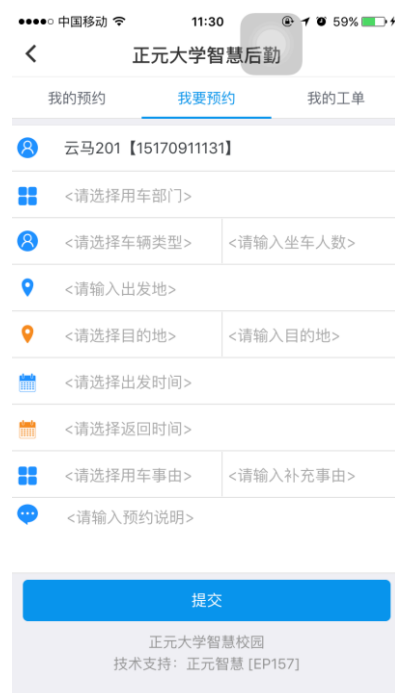 中国移动 11:30 59%
正元大学智慧后勤
我的预约 我要预约 我的工单
云马201【15170911131】
<请选择用车部门>
<请选择车辆类型> <请输入坐车人数>
<请输入出发地>
<请选择目的地> <请输入目的地>
<请选择出发时间>
<请选择返回时间>
<请选择用车事由> <请输入补充事由>
<请输入预约说明>
提交
正元大学智慧校园
技术支持：正元智慧 [EP157]